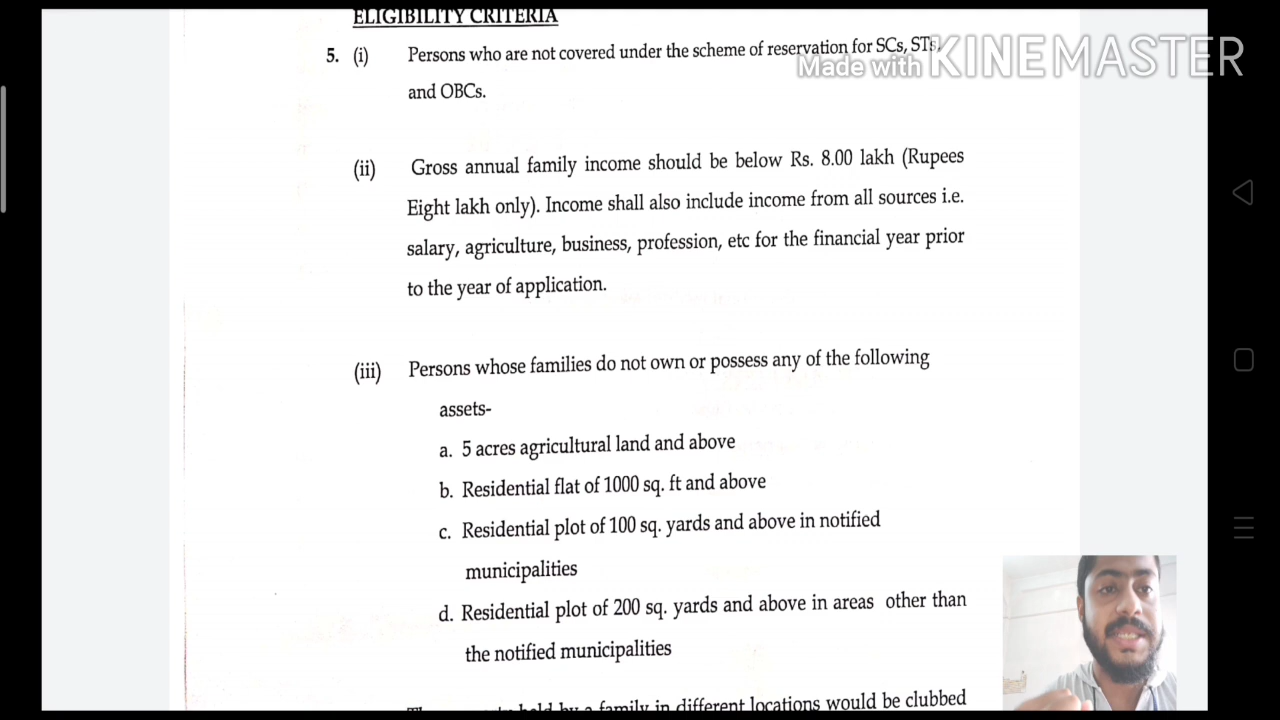 ELIGIBILITY CRITERIA
5. (i) Persons who are not covered under the scheme of reservation for SCs, STs,
Made with KINEMASTER
and OBCs.
(ii) Gross annual family income should be below Rs. 8.00 lakh (Rupees
Eight lakh only). Income shall also include income from all sources i.e.
salary, agriculture, business, profession, etc for the financial year prior
to the year of application.
(iii) Persons whose families do not own or possess any of the following
assets-
a. 5 acres agricultural land and above
b. Residential flat of 1000 sq. ft and above
c. Residential plot of 100 sq. yards and above in notified
municipalities
d. Residential plot of 200 sq. yards and above in areas other than
the notified municipalities
held by a family in different locations would be clubbed